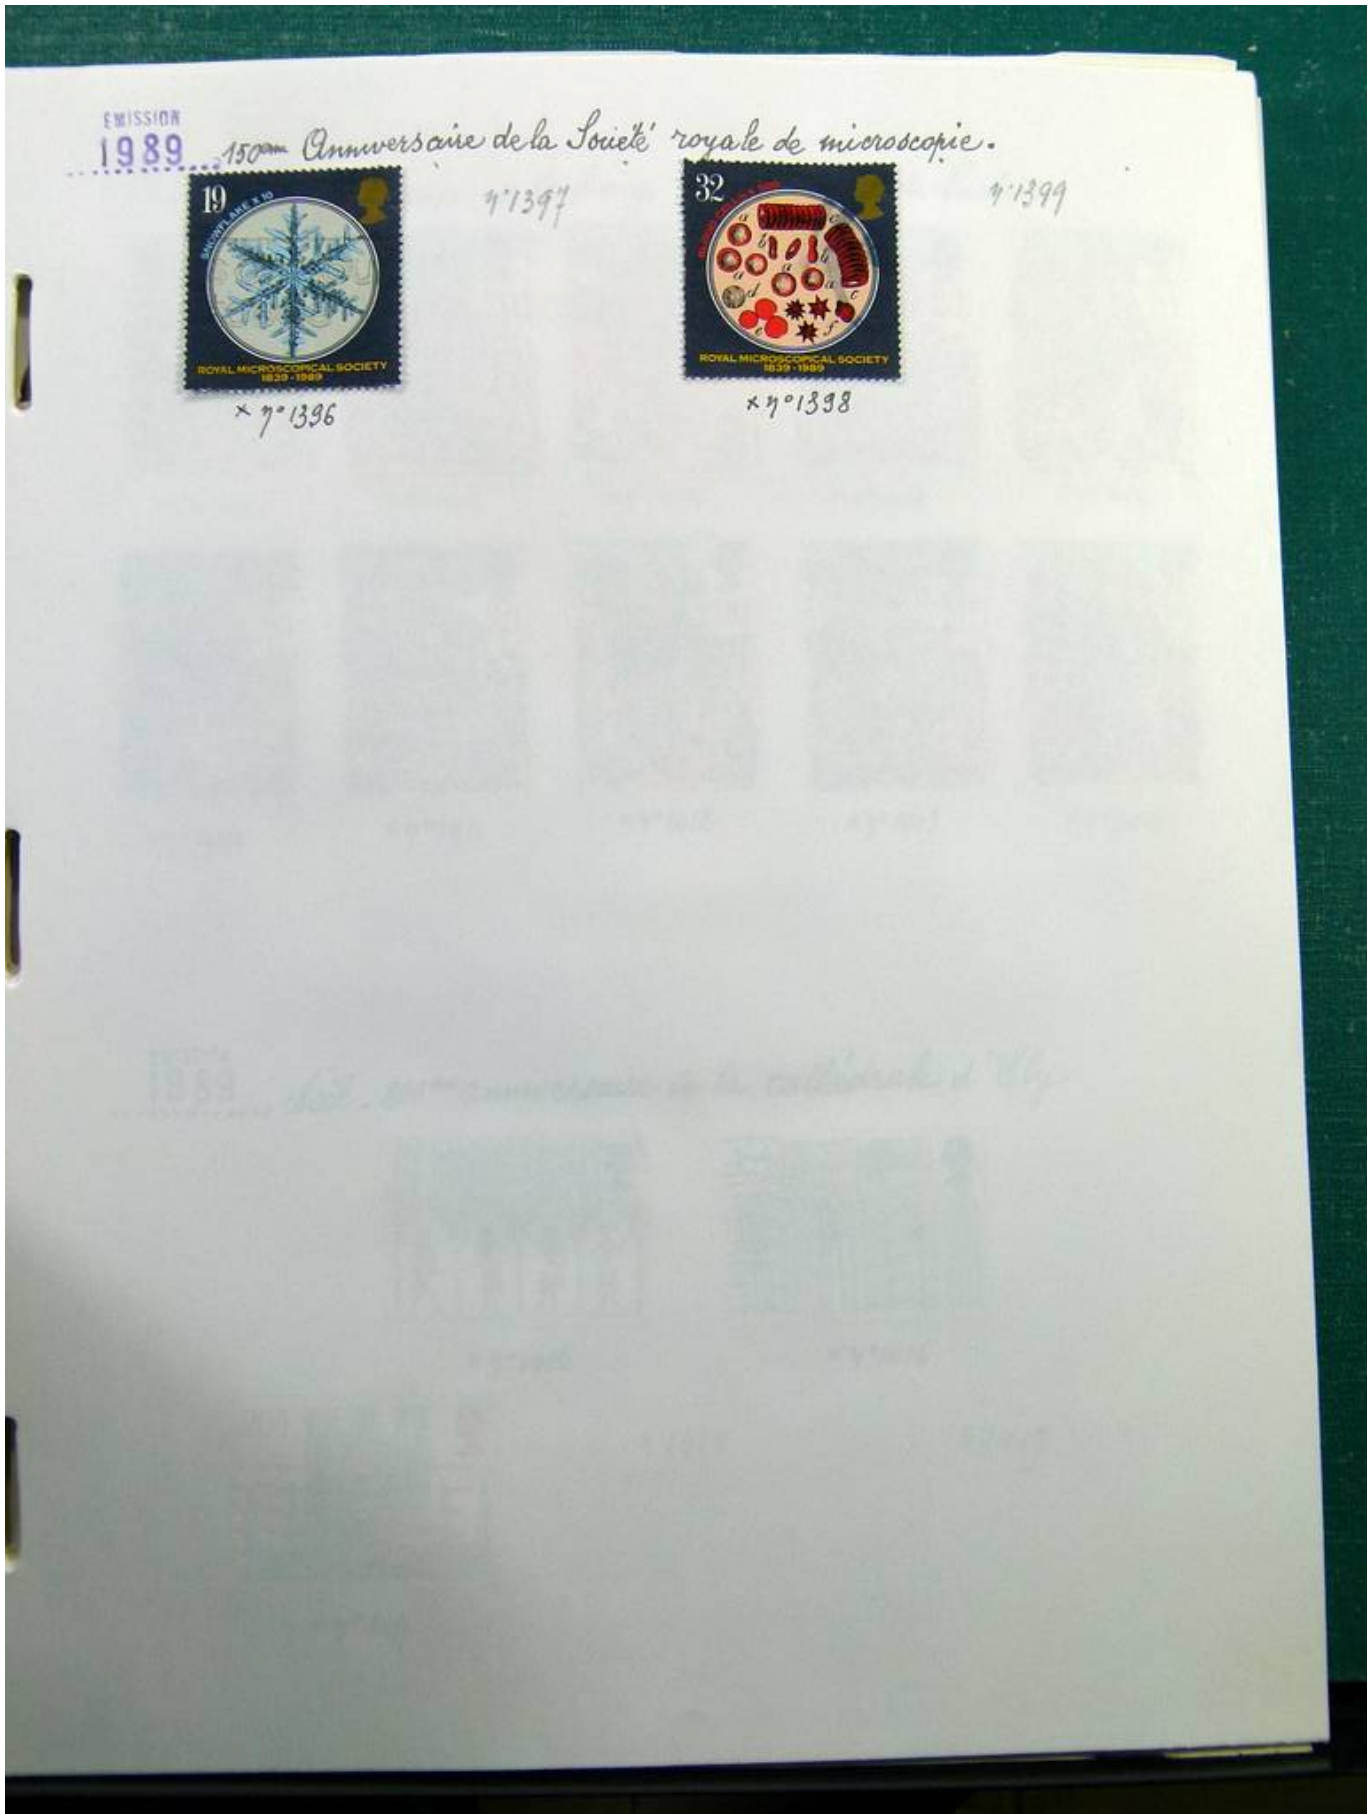 EMISSION
1989
150ème Anniversaire de la Société royale de microscopie.
19
SNOWFLAKE X 10
ROYAL MICROSCOPICAL SOCIETY
1839-1989
× n°1396
n°1397
32
a
b
a
b
a
a
c
d
e
f
ROYAL MICROSCOPICAL SOCIETY
1839-1989
× n°1398
n°1399